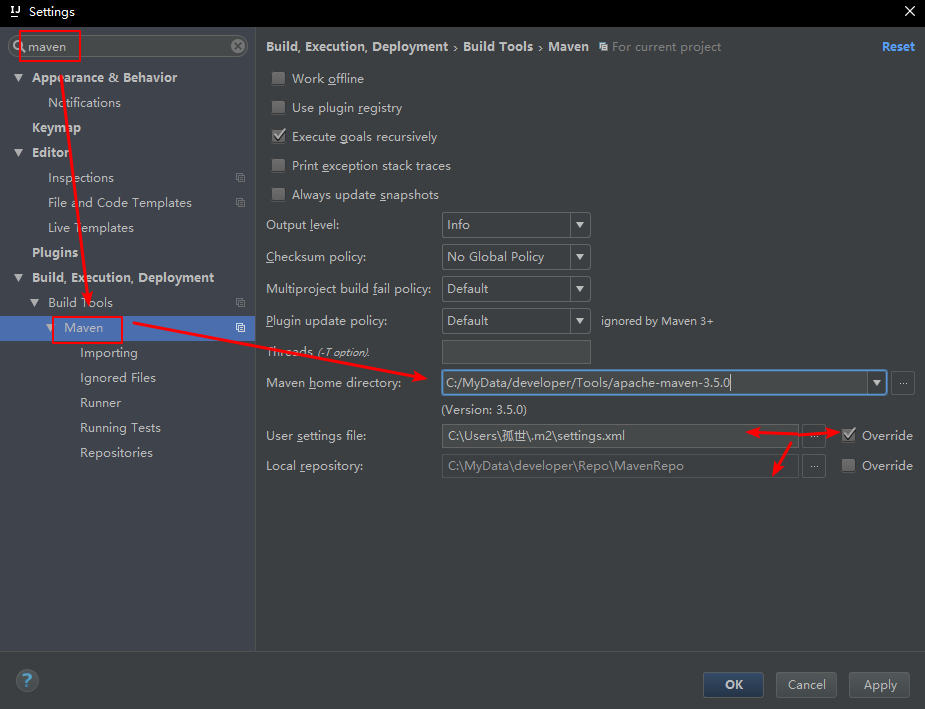 IJ Settings
maven
Appearance & Behavior
Notifications
Keymap
Editor
Inspections
File and Code Templates
Live Templates
Plugins
Build, Execution, Deployment
Build Tools
Maven
Importing
Ignored Files
Runner
Running Tests
Repositories
Build, Execution, Deployment › Build Tools › Maven For current project Reset
Work offline
Use plugin registry
Execute goals recursively
Print exception stack traces
Always update snapshots
Output level: Info
Checksum policy: No Global Policy
Multiproject build fail policy: Default
Plugin update policy: Default ignored by Maven 3+
Threads (-T option).
Maven home directory: C:/MyData/developer/Tools/apache-maven-3.5.0 ...
(Version: 3.5.0)
User settings file: C:\Users\孤世\.m2\settings.xml ... Override
Local repository: C:\MyData\developer\Repo\MavenRepo ... Override
? OK Cancel Apply